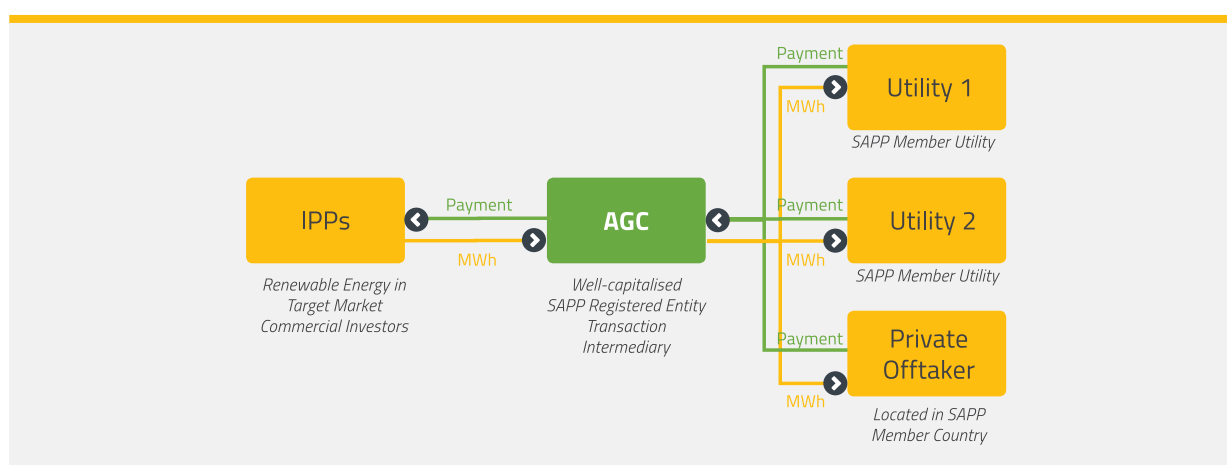 Payment
Utility 1
MWh
SAPP Member Utility
IPPs
Payment
MWh
Renewable Energy in
Target Market
Commercial Investors
AGC
Well-capitalised
SAPP Registered Entity
Transaction
Intermediary
Payment
Utility 2
MWh
SAPP Member Utility
Payment
Private
Offtaker
MWh
Located in SAPP
Member Country